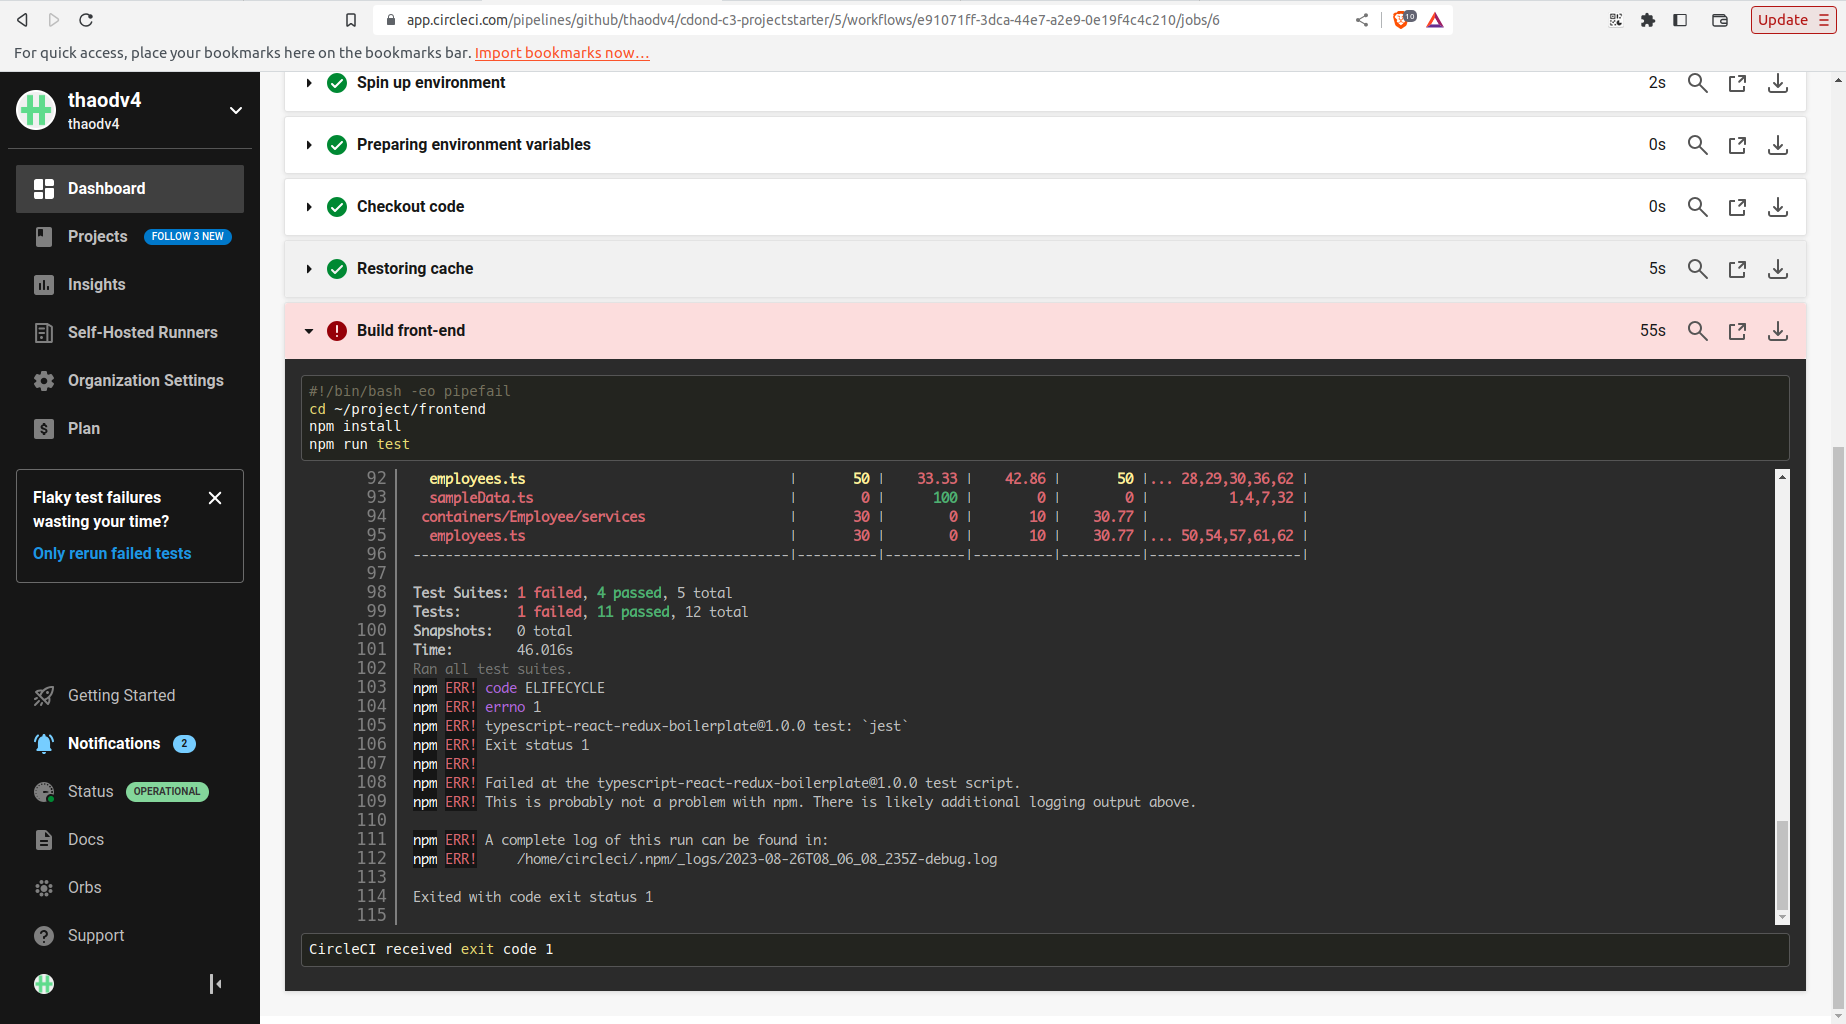 app.circleci.com/pipelines/github/thaodv4/cdond-c3-projectstarter/5/workflows/e91071ff-3dca-44e7-a2e9-0e19f4c4c210/jobs/6
10
Update
For quick access, place your bookmarks here on the bookmarks bar. Import bookmarks now...
thaodv4
thaodv4
Dashboard
Projects FOLLOW 3 NEW
Insights
Self-Hosted Runners
Organization Settings
Plan
Flaky test failures
wasting your time?
Only rerun failed tests
Getting Started
Notifications 2
Status OPERATIONAL
Docs
Orbs
Support
Spin up environment 2s
Preparing environment variables 0s
Checkout code 0s
Restoring cache 5s
Build front-end 55s
#!/bin/bash -eo pipefail
cd ~/project/frontend
npm install
npm run test
92 employees.ts | 50 | 33.33 | 42.86 | 50 |... 28,29,30,36,62 |
93 sampleData.ts | 0 | 100 | 0 | 0 | 1,4,7,32 |
94 containers/Employee/services | 30 | 0 | 10 | 30.77 | |
95 employees.ts | 30 | 0 | 10 | 30.77 |... 50,54,57,61,62 |
96 -----------------------------------------------|----------|----------|----------|----------|-------------------|
97
98 Test Suites: 1 failed, 4 passed, 5 total
99 Tests: 1 failed, 11 passed, 12 total
100 Snapshots: 0 total
101 Time: 46.016s
102 Ran all test suites.
103 npm ERR! code ELIFECYCLE
104 npm ERR! errno 1
105 npm ERR! typescript-react-redux-boilerplate@1.0.0 test: `jest`
106 npm ERR! Exit status 1
107 npm ERR!
108 npm ERR! Failed at the typescript-react-redux-boilerplate@1.0.0 test script.
109 npm ERR! This is probably not a problem with npm. There is likely additional logging output above.
110
111 npm ERR! A complete log of this run can be found in:
112 npm ERR! /home/circleci/.npm/_logs/2023-08-26T08_06_08_235Z-debug.log
113
114 Exited with code exit status 1
115
CircleCI received exit code 1